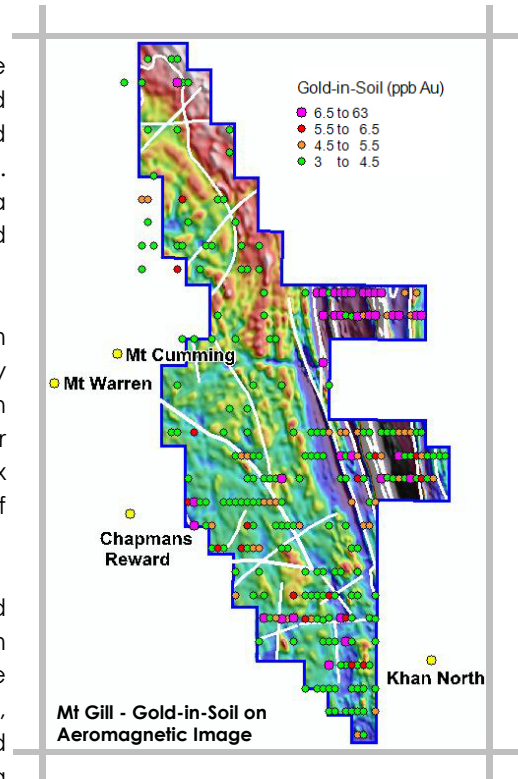 Gold-in-Soil (ppb Au)
6.5 to 63
5.5 to 6.5
4.5 to 5.5
3 to 4.5
Mt Cumming
Mt Warren
Chapmans
Reward
Khan North
Mt Gill - Gold-in-Soil on
Aeromagnetic Image